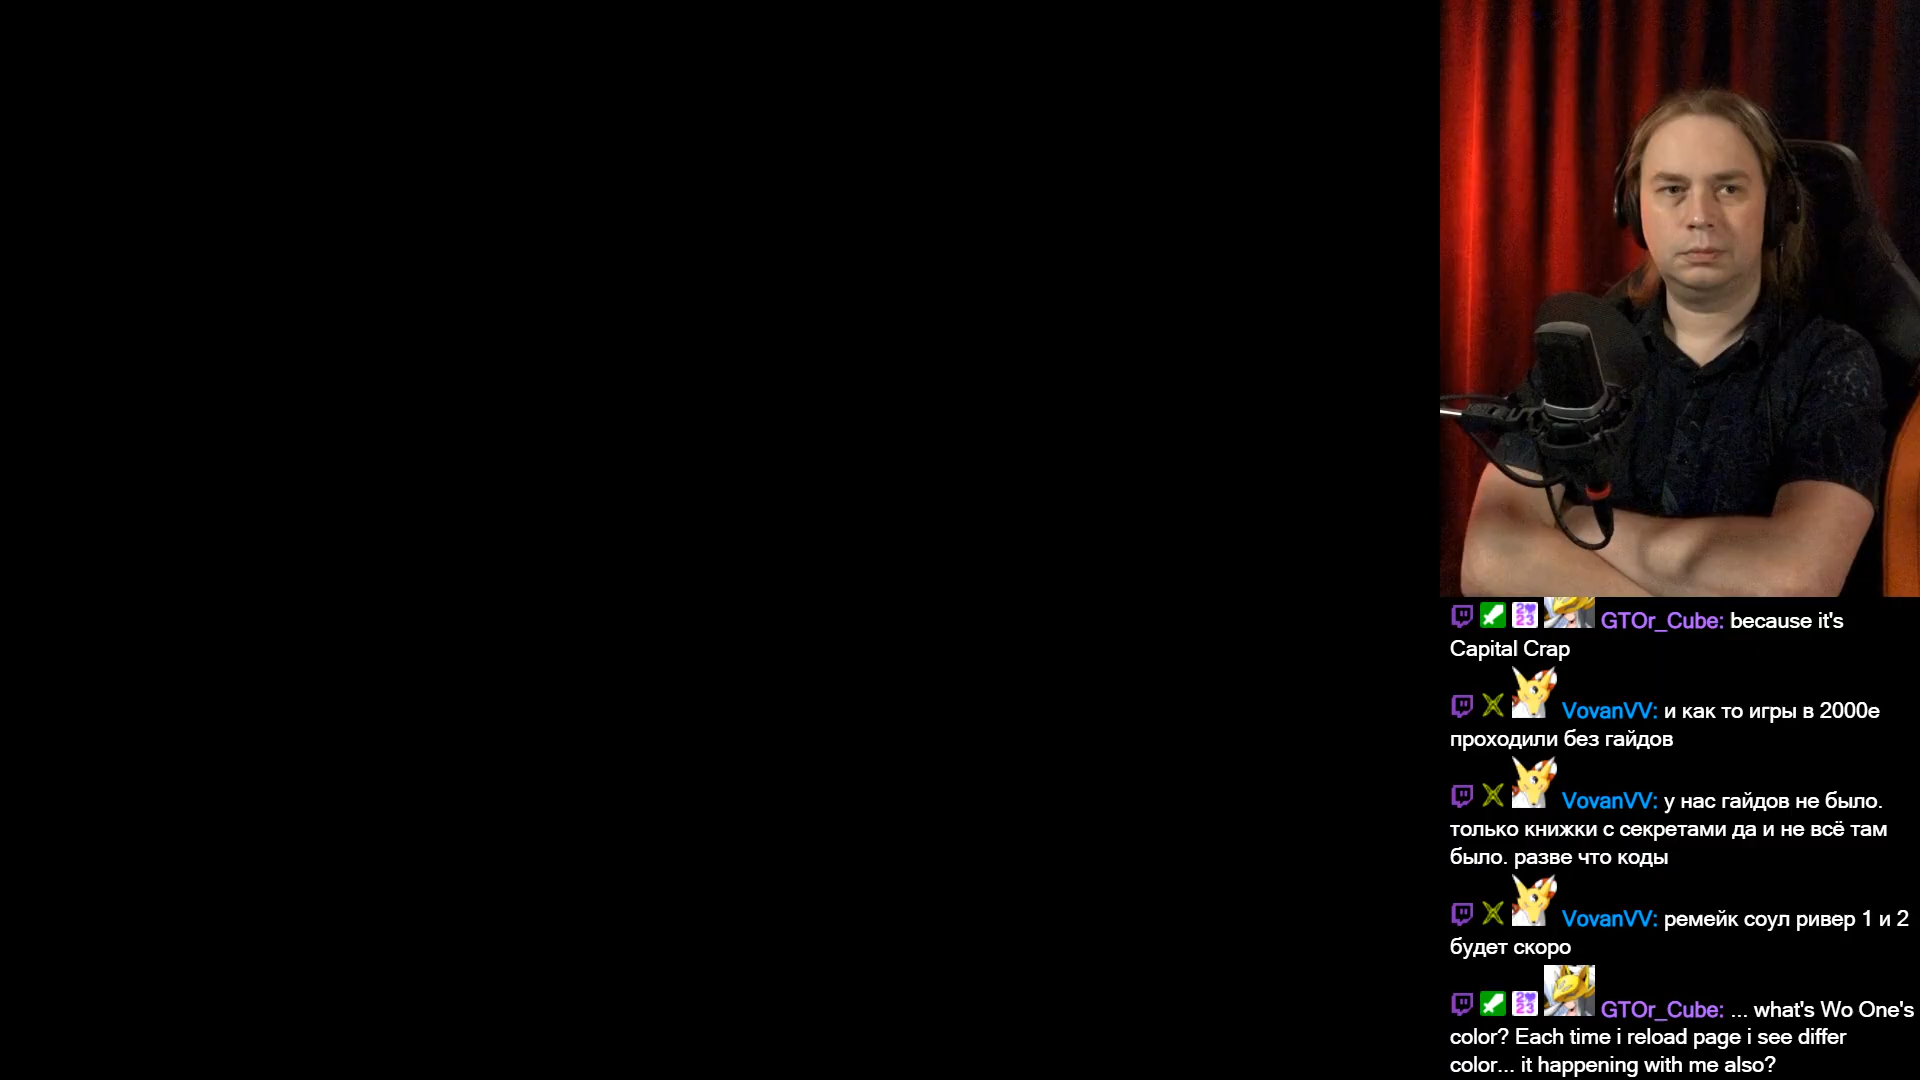 GTOr_Cube: because it's
Capital Crap
VovanVV: и как то игры в 2000е
проходили без гайдов
VovanVV: у нас гайдов не было.
только книжки с секретами да и не всё там
было. разве что коды
VovanVV: ремейк соул ривер 1 и 2
будет скоро
GTOr_Cube: ... what's Wo One's
color? Each time i reload page i see differ
color... it happening with me also?